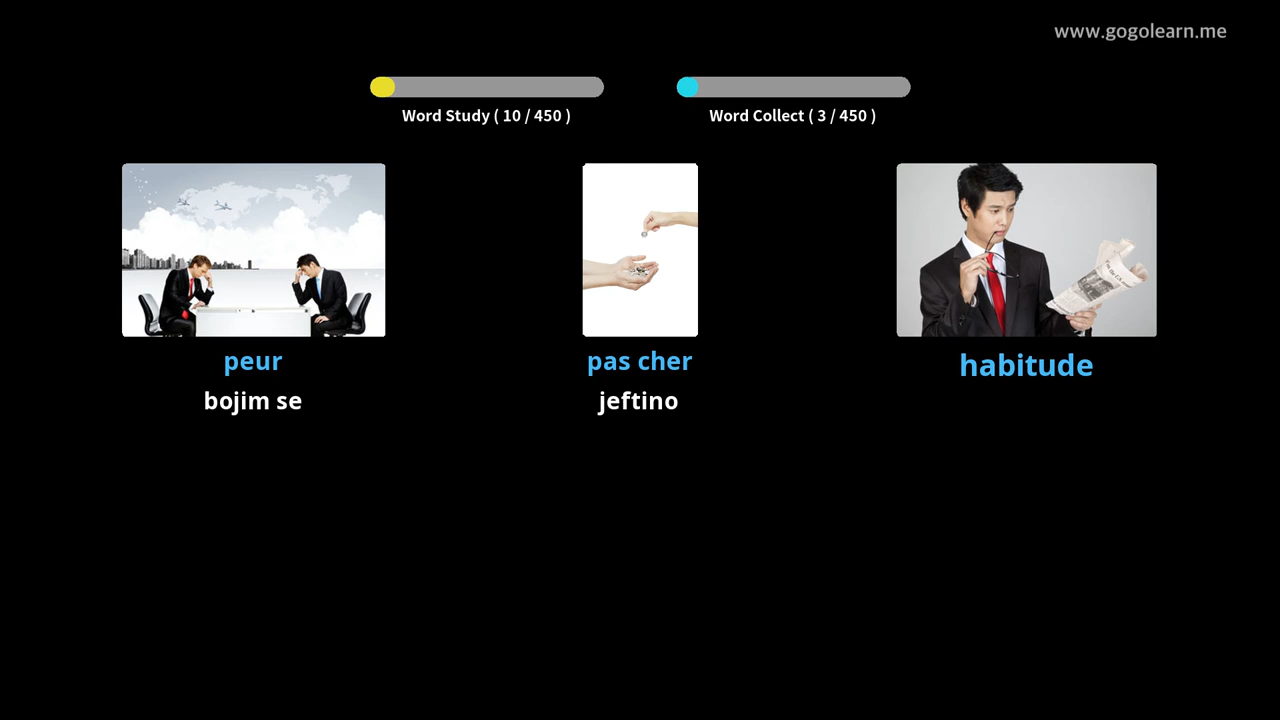 www.gogolearn.me
Word Study ( 10 / 450 )
Word Collect ( 3 / 450 )
peur
bojim se
pas cher
jeftino
habitude